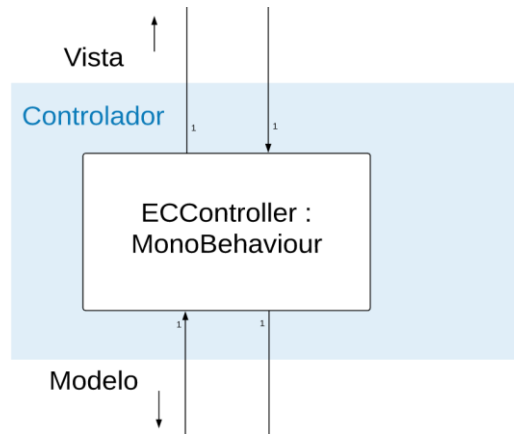 Vista
Controlador
1
1
ECController :
MonoBehaviour
1
1
Modelo